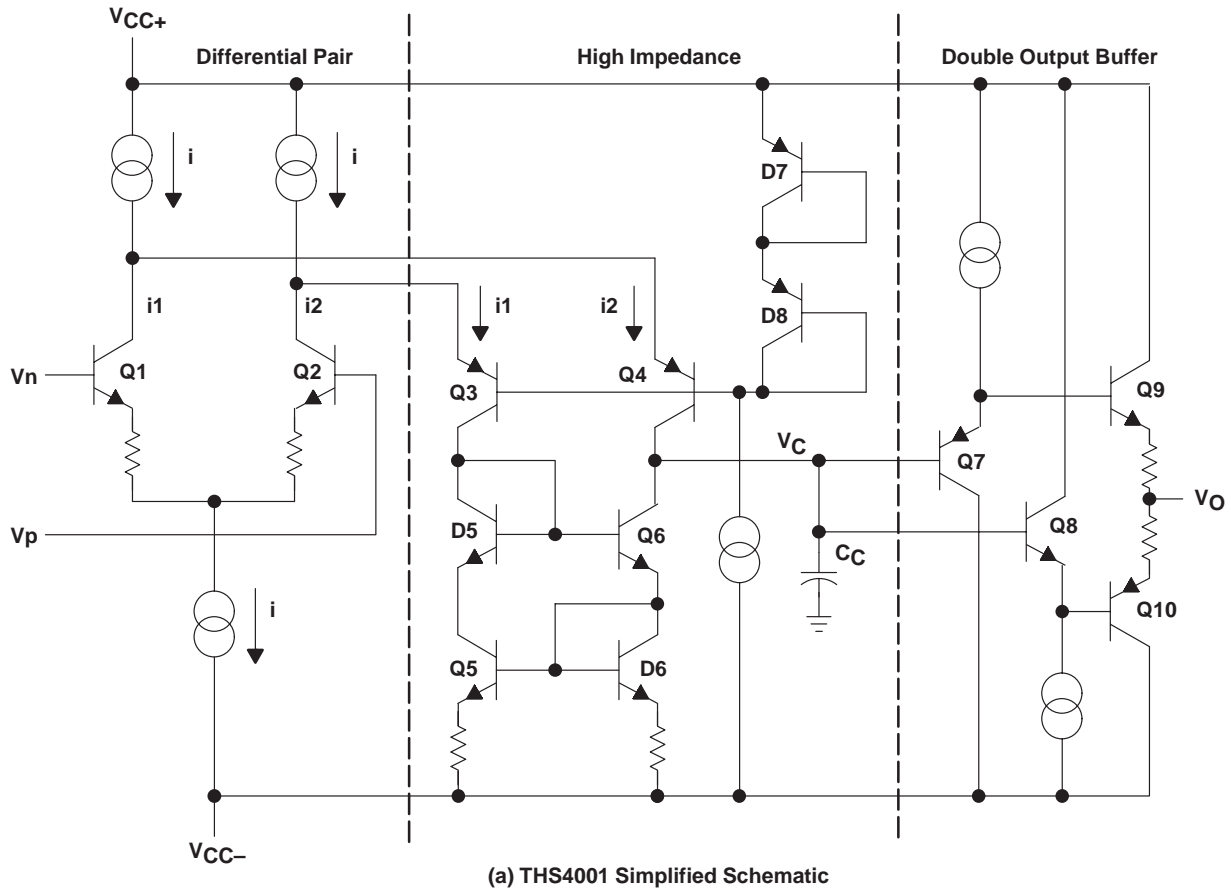 VCC+
Differential Pair
High Impedance
Double Output Buffer
i
i
D7
i1
i2
i1
i2
D8
Vn
Q1
Q2
Q3
Q4
Q9
VC
Q7
VO
Vp
D5
Q6
Q8
CC
i
Q10
Q5
D6
VCC–
(a) THS4001 Simplified Schematic